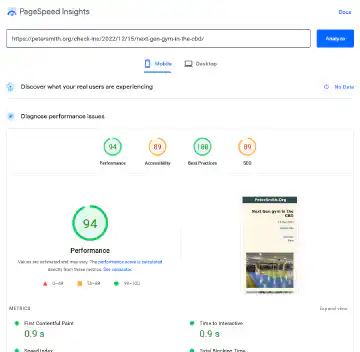 PageSpeed Insights
Docs
https://petersmith.org/check-ins/2022/12/15/next-gen-gym-in-the-cbd/
Analyze
Mobile
Desktop
Discover what your real users are experiencing
No Data
Diagnose performance issues
94
89
100
89
Performance
Accessibility
Best Practices
SEO
94
Performance
Values are estimated and may vary. The performance score is calculated
directly from these metrics. See calculator.
0–49
50–89
90–100
PeterSmith.Org
Next Gen gym in the
CBD
METRICS
Expand view
First Contentful Paint
0.9 s
Time to Interactive
0.9 s
Speed Index
Total Blocking Time